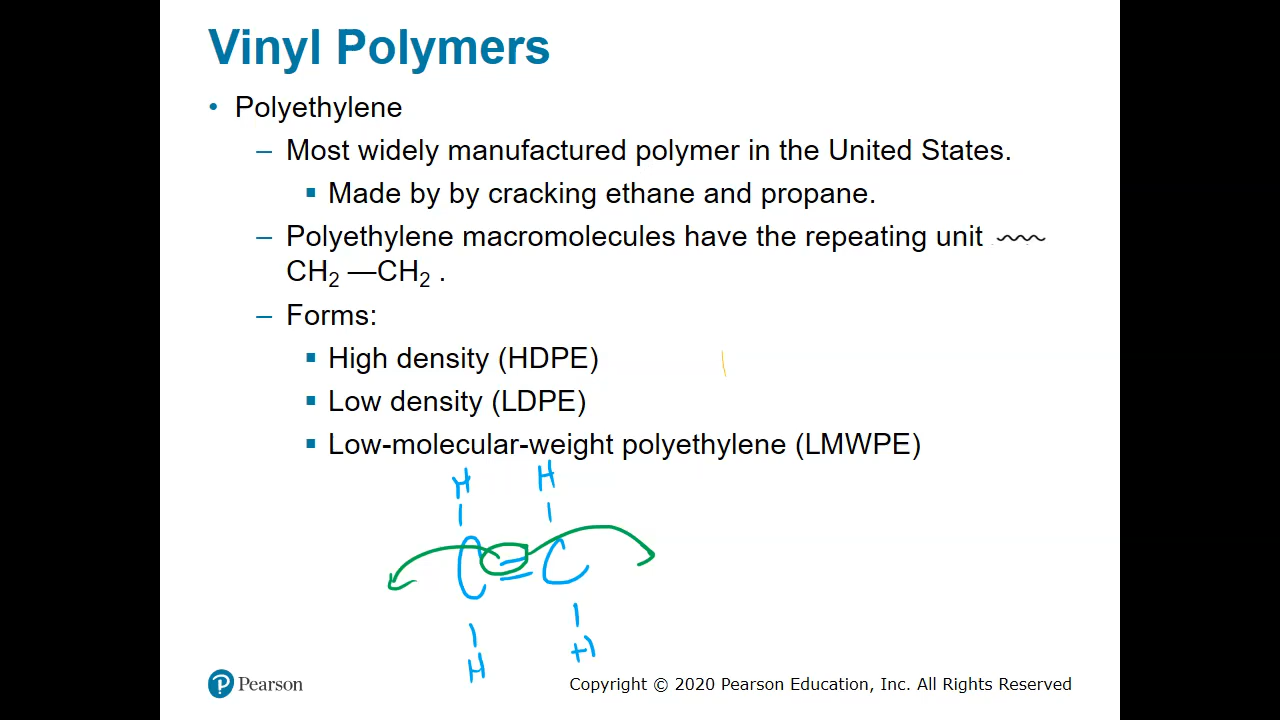 Vinyl Polymers
• Polyethylene
– Most widely manufactured polymer in the United States.
▪ Made by by cracking ethane and propane.
– Polyethylene macromolecules have the repeating unit
CH₂ —CH₂ .
– Forms:
▪ High density (HDPE)
▪ Low density (LDPE)
▪ Low-molecular-weight polyethylene (LMWPE)
H H
C = C
H H
P Pearson
Copyright © 2020 Pearson Education, Inc. All Rights Reserved